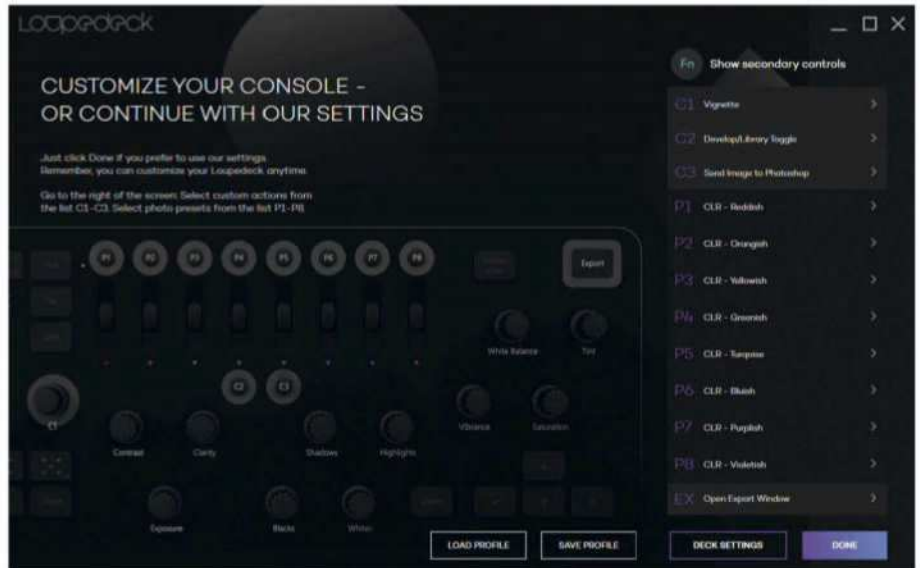 Loupedeck
CUSTOMIZE YOUR CONSOLE –
OR CONTINUE WITH OUR SETTINGS
Just click Done if you prefer to use our settings.
Remember, you can customize your Loupedeck anytime.
Go to the right of the screen: Select custom actions from
the list C1-C3. Select photo presets from the list P1-P8.
P1 P2 P3 P4 P5 P6 P7 P8
Export
White Balance Tint
C2 C3
C1
Contrast Clarity Shadows Highlights
Vibrance Saturation
Exposure Blacks Whites
LOAD PROFILE SAVE PROFILE
Fn Show secondary controls
C1 Vignette
C2 Develop/Library Toggle
C3 Send Image to Photoshop
P1 CLR - Reddish
P2 CLR - Orangish
P3 CLR - Yellowish
P4 CLR - Greenish
P5 CLR - Turqoise
P6 CLR - Bluish
P7 CLR - Purplish
P8 CLR - Violetish
EX Open Export Window
DECK SETTINGS DONE